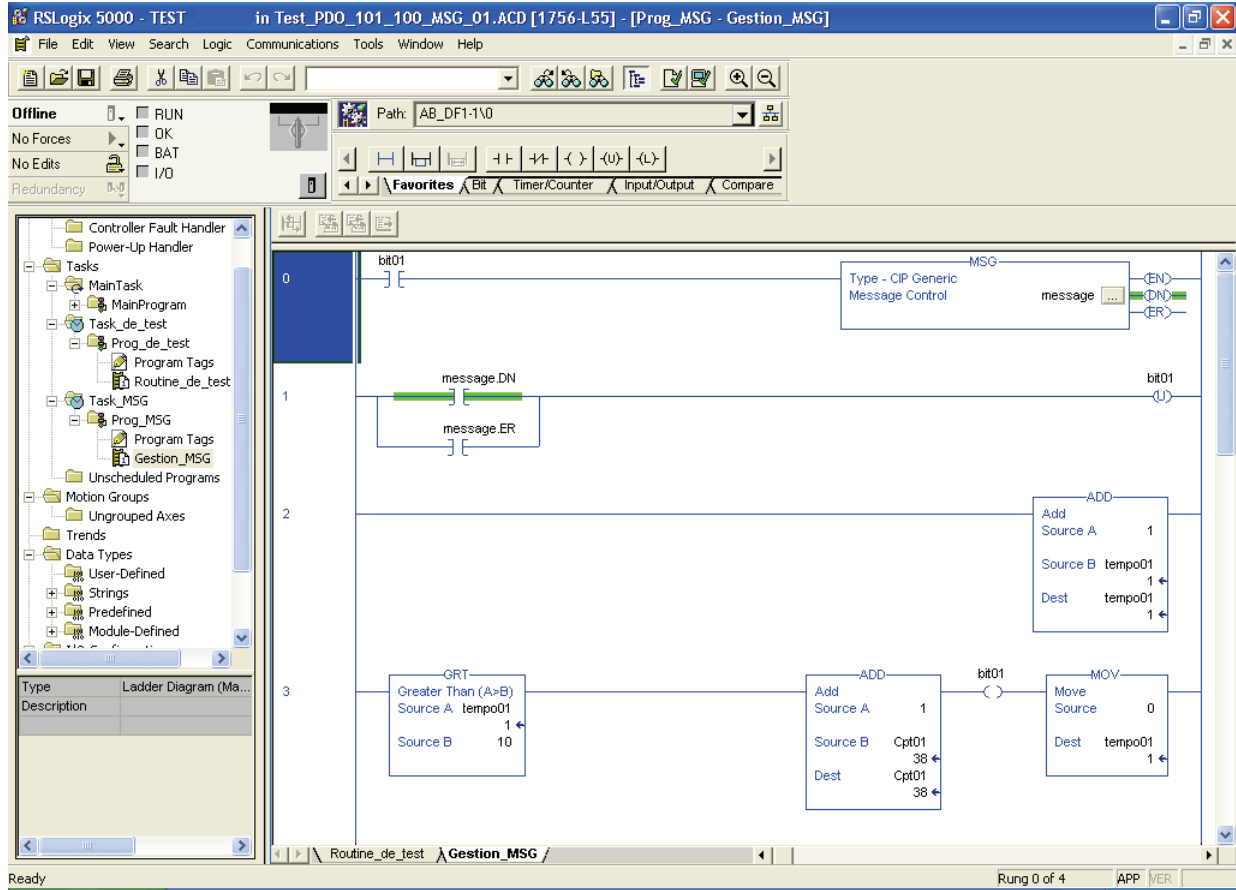 RSLogix 5000 - TEST in Test_PDO_101_100_MSG_01.ACD [1756-L55] - [Prog_MSG - Gestion_MSG]
File Edit View Search Logic Communications Tools Window Help
Offline
RUN
No Forces
OK
No Edits
BAT
Redundancy
I/O
Path: AB_DF1-1\0
Favorites Bit Timer/Counter Input/Output Compare
Controller Fault Handler
Power-Up Handler
Tasks
MainTask
MainProgram
Task_de_test
Prog_de_test
Program Tags
Routine_de_test
Task_MSG
Prog_MSG
Program Tags
Gestion_MSG
Unscheduled Programs
Motion Groups
Ungrouped Axes
Trends
Data Types
User-Defined
Strings
Predefined
Module-Defined
Type Ladder Diagram (Ma...
Description
0
bit01
MSG
Type - CIP Generic
Message Control message ...
EN
DN
ER
1
message.DN
bit01
U
message.ER
2
ADD
Add
Source A 1
Source B tempo01
1
Dest tempo01
1
3
GRT
Greater Than (A>B)
Source A tempo01
1
Source B 10
ADD
Add
Source A 1
Source B Cpt01
38
Dest Cpt01
38
bit01
MOV
Move
Source 0
Dest tempo01
1
Routine_de_test Gestion_MSG
Ready
Rung 0 of 4 APP VER